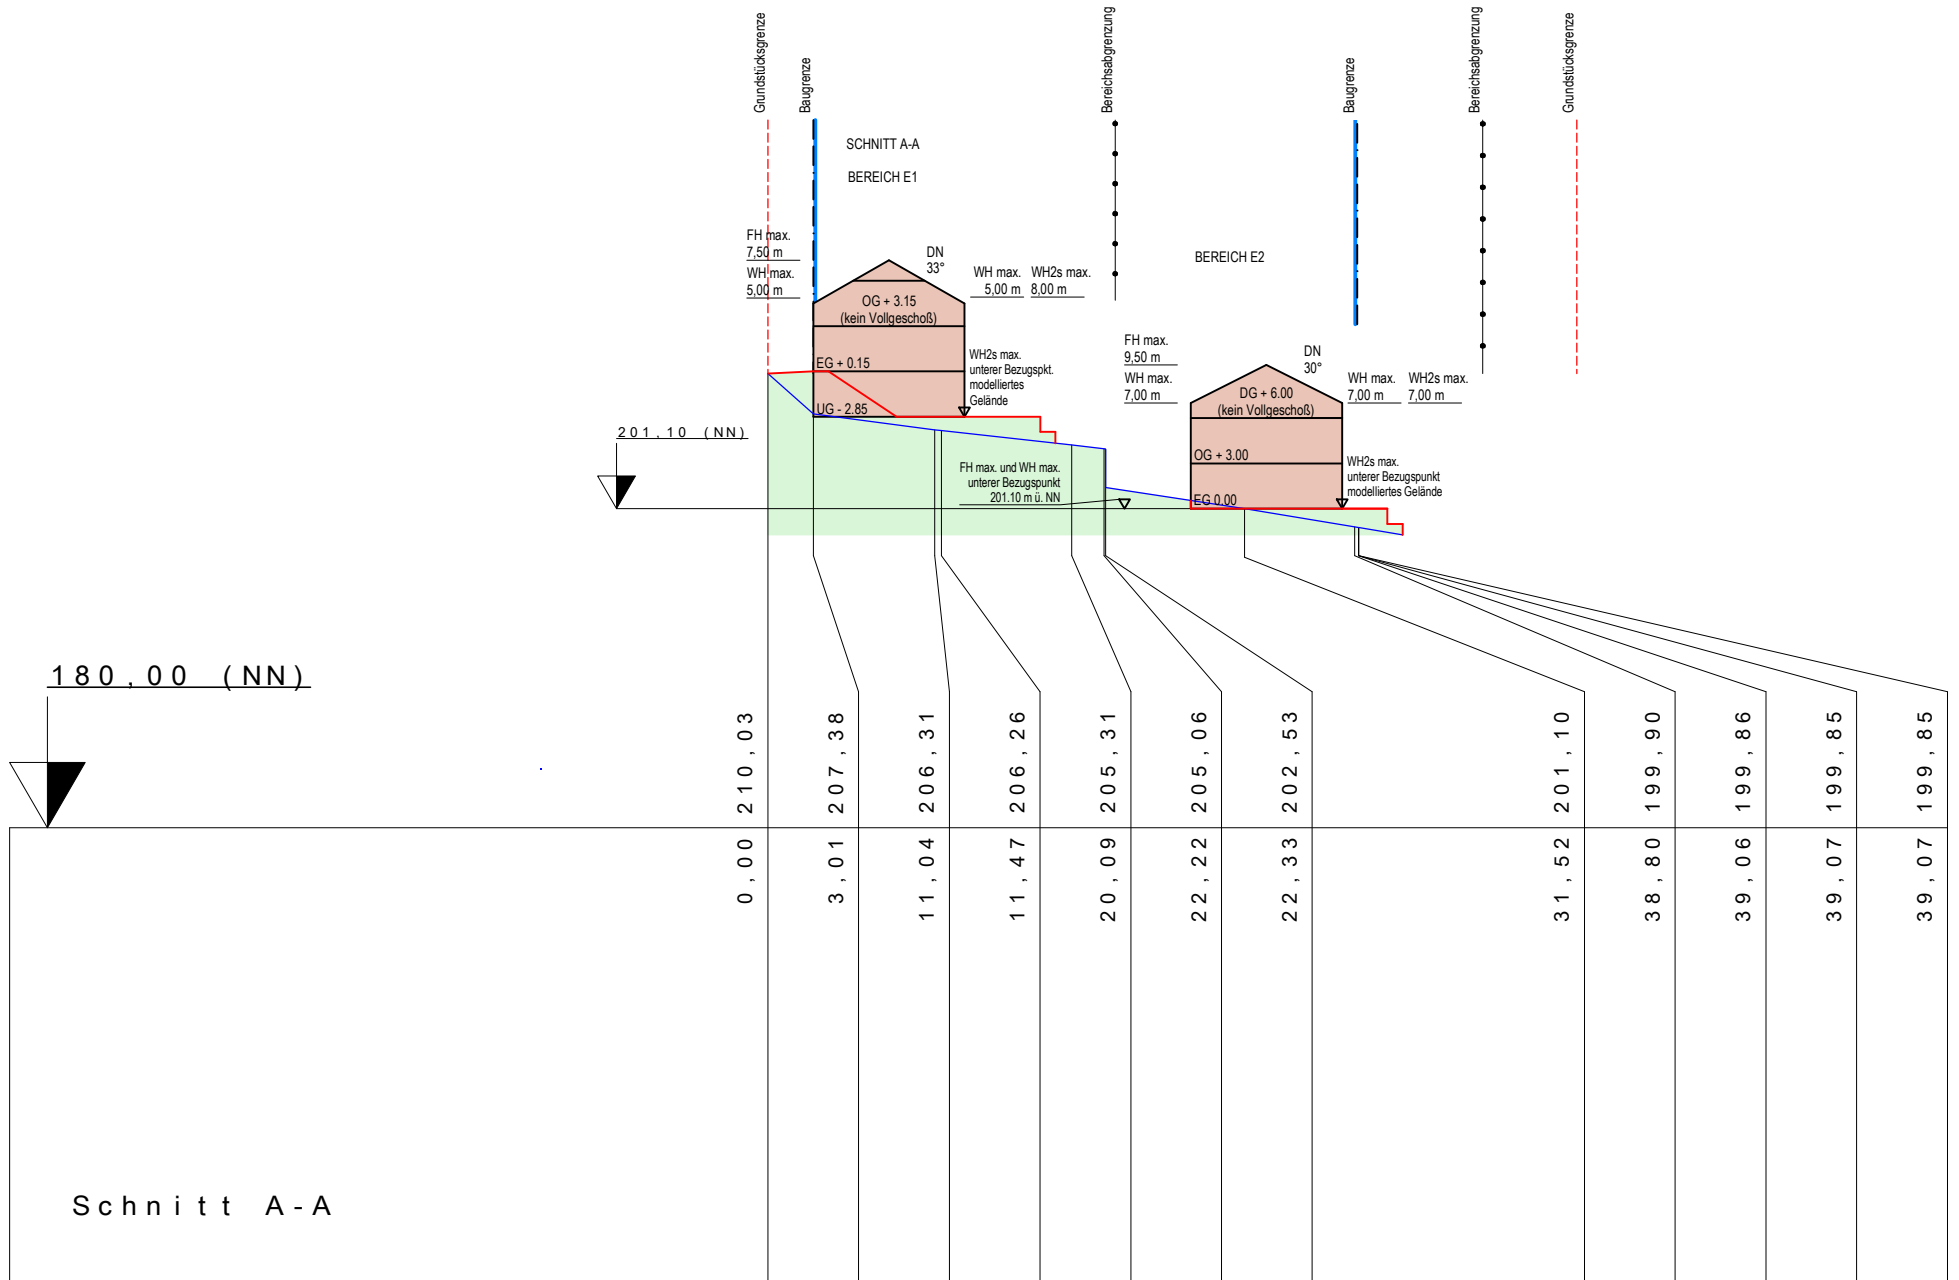 Grundstücksgrenze
Baugrenze
Bereichsabgrenzung
Baugrenze
Bereichsabgrenzung
Grundstücksgrenze
SCHNITT A-A
BEREICH E1
BEREICH E2
FH max.
7,50 m
WH max.
5,00 m
DN
33°
WH max.
5,00 m
WH2s max.
8,00 m
OG + 3.15
(kein Vollgeschoß)
EG + 0.15
UG - 2.85
WH2s max.
unterer Bezugspkt.
modelliertes
Gelände
FH max.
9,50 m
WH max.
7,00 m
DN
30°
WH max.
7,00 m
WH2s max.
7,00 m
DG + 6.00
(kein Vollgeschoß)
OG + 3.00
EG 0.00
WH2s max.
unterer Bezugspunkt
modelliertes Gelände
201,10 (NN)
FH max. und WH max.
unterer Bezugspunkt
201.10 m ü. NN
180,00 (NN)
0,00 210,03
3,01 207,38
11,04 206,31
11,47 206,26
20,09 205,31
22,22 205,06
22,33 202,53
31,52 201,10
38,80 199,90
39,06 199,86
39,07 199,85
39,07 199,85
Schnitt A-A